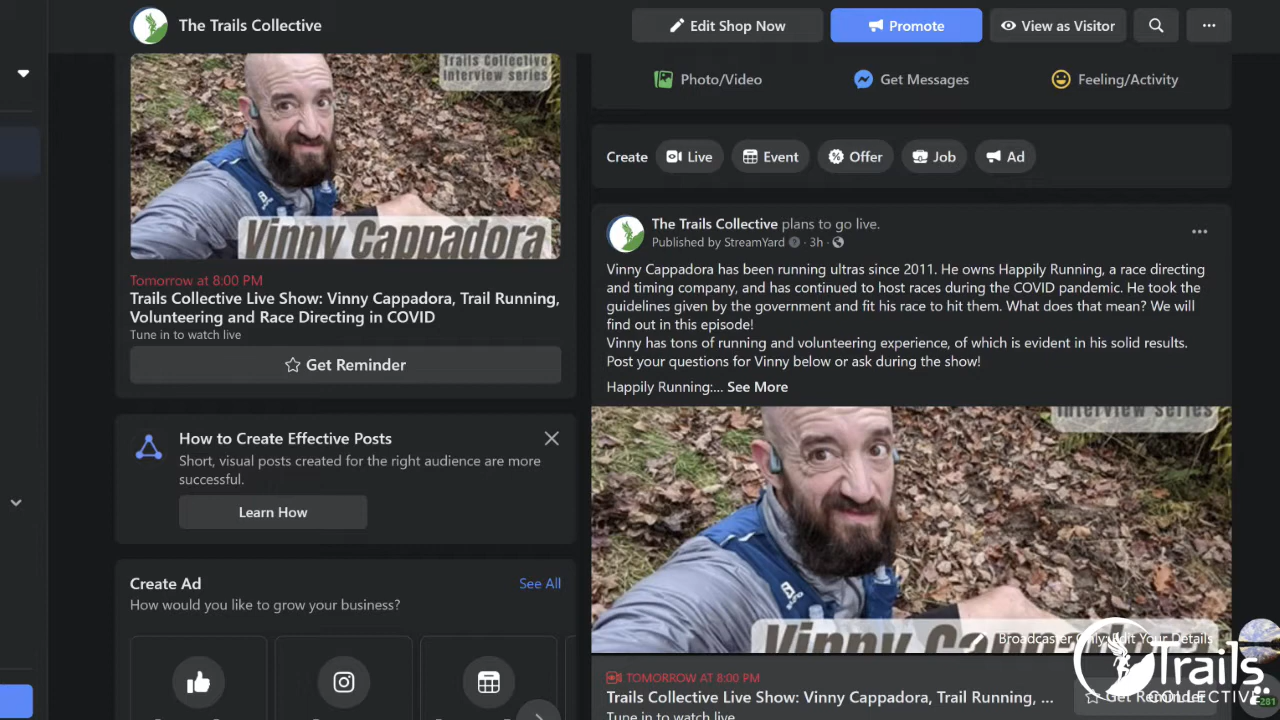 The Trails Collective
Edit Shop Now
Promote
View as Visitor
Trails Collective
Interview series
Vinny Cappadora
Tomorrow at 8:00 PM
Trails Collective Live Show: Vinny Cappadora, Trail Running,
Volunteering and Race Directing in COVID
Tune in to watch live
Get Reminder
How to Create Effective Posts
Short, visual posts created for the right audience are more
successful.
Learn How
Create Ad
See All
How would you like to grow your business?
Photo/Video
Get Messages
Feeling/Activity
Create
Live
Event
Offer
Job
Ad
The Trails Collective plans to go live.
Published by StreamYard · 3h ·
Vinny Cappadora has been running ultras since 2011. He owns Happily Running, a race directing
and timing company, and has continued to host races during the COVID pandemic. He took the
guidelines given by the government and fit his race to hit them. What does that mean? We will
find out in this episode!
Vinny has tons of running and volunteering experience, of which is evident in his solid results.
Post your questions for Vinny below or ask during the show!
Happily Running:... See More
Interview series
Vinny
Broadcaster Only: Edit Your Details
TOMORROW AT 8:00 PM
Trails Collective Live Show: Vinny Cappadora, Trail Running, ...
Tune in to watch live
Get Reminder
Trails
COLLECTIVE
281